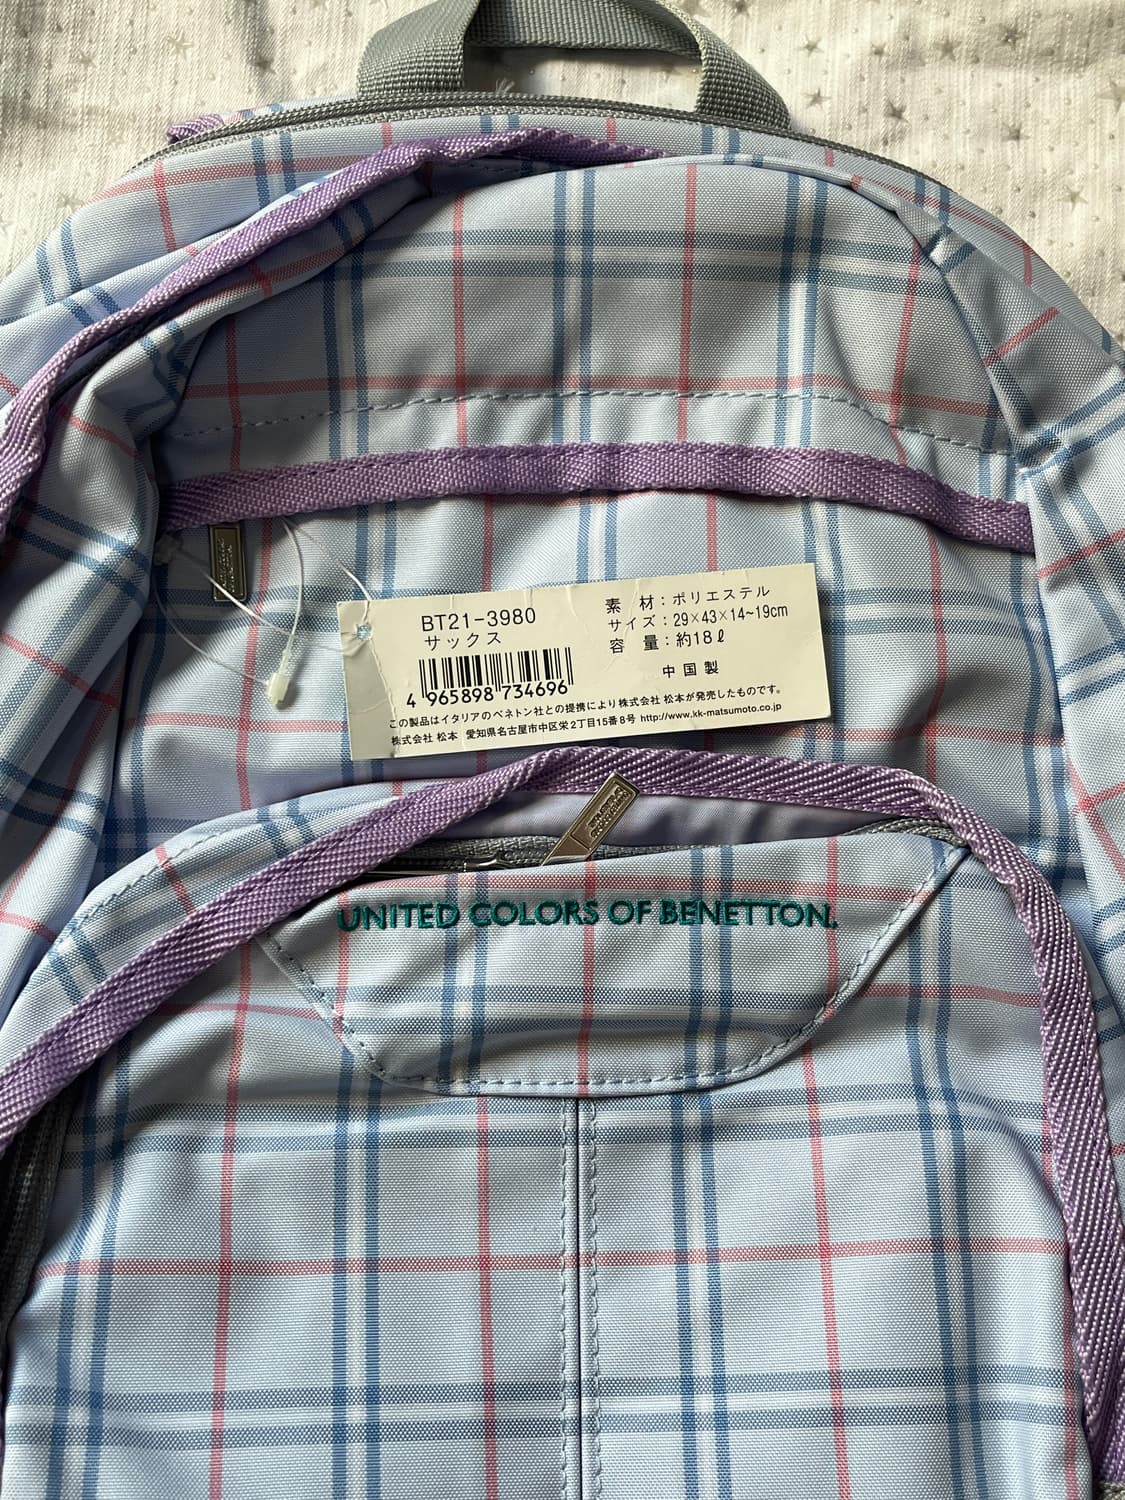 BT21-3980
サックス
4 965898 734696
素 材：ポリエステル
サイズ：29×43×14~19cm
容 量：約18ℓ
中国製
この製品はイタリアのベネトン社との提携により株式会社 松本が発売したものです。
株式会社 松本 愛知県名古屋市中区栄2丁目15番8号 http://www.kk-matsumoto.co.jp
UNITED COLORS OF BENETTON.